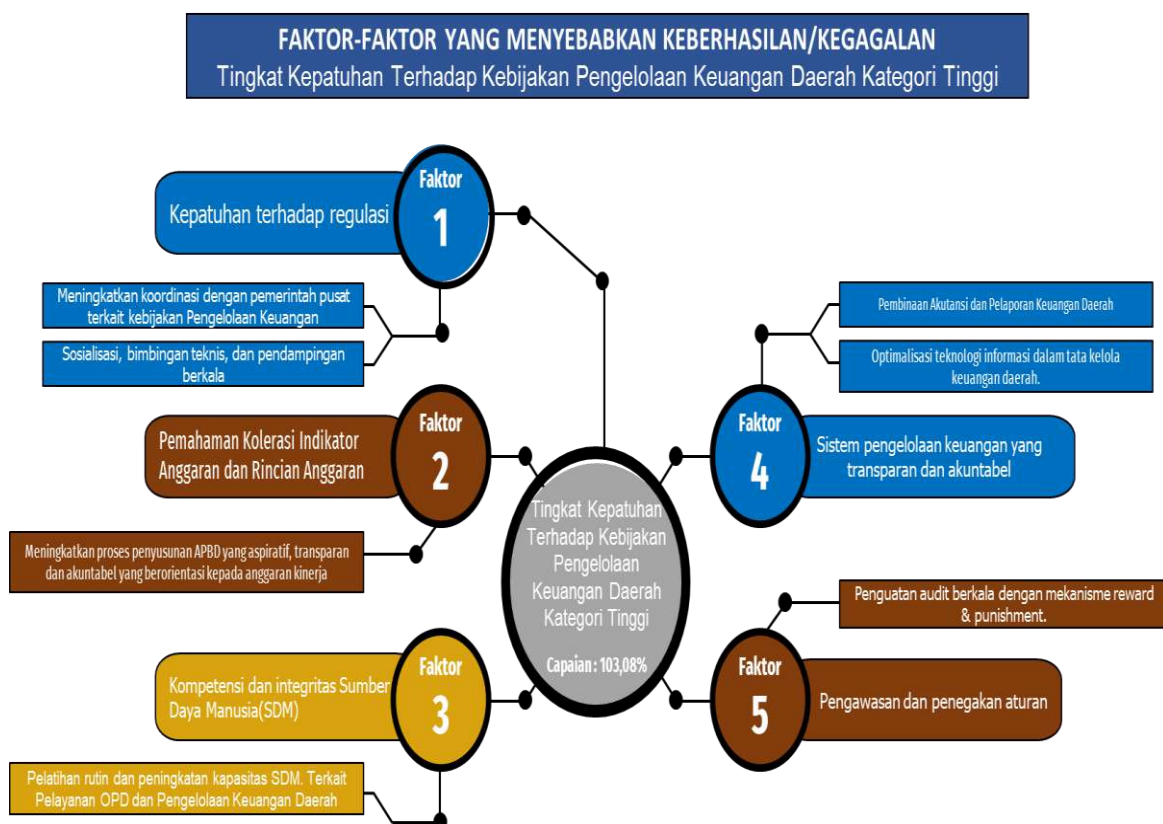 FAKTOR-FAKTOR YANG MENYEBABKAN KEBERHASILAN/KEGAGALAN
Tingkat Kepatuhan Terhadap Kebijakan Pengelolaan Keuangan Daerah Kategori Tinggi
Faktor
1
Kepatuhan terhadap regulasi
Meningkatkan koordinasi dengan pemerintah pusat
terkait kebijakan Pengelolaan Keuangan
Sosialisasi, bimbingan teknis, dan pendampingan
berkala
Faktor
2
Pemahaman Kolerasi Indikator
Anggaran dan Rincian Anggaran
Meningkatkan proses penyusunan APBD yang aspiratif, transparan
dan akuntabel yang berorientasi kepada anggaran kinerja
Faktor
3
Kompetensi dan integritas Sumber
Daya Manusia(SDM)
Pelatihan rutin dan peningkatan kapasitas SDM. Terkait
Pelayanan OPD dan Pengelolaan Keuangan Daerah
Tingkat Kepatuhan
Terhadap Kebijakan
Pengelolaan
Keuangan Daerah
Kategori Tinggi
Capaian : 103,08%
Pembinaan Akutansi dan Pelaporan Keuangan Daerah
Optimalisasi teknologi informasi dalam tata kelola
keuangan daerah.
Faktor
4
Sistem pengelolaan keuangan yang
transparan dan akuntabel
Penguatan audit berkala dengan mekanisme reward
& punishment.
Faktor
5
Pengawasan dan penegakan aturan